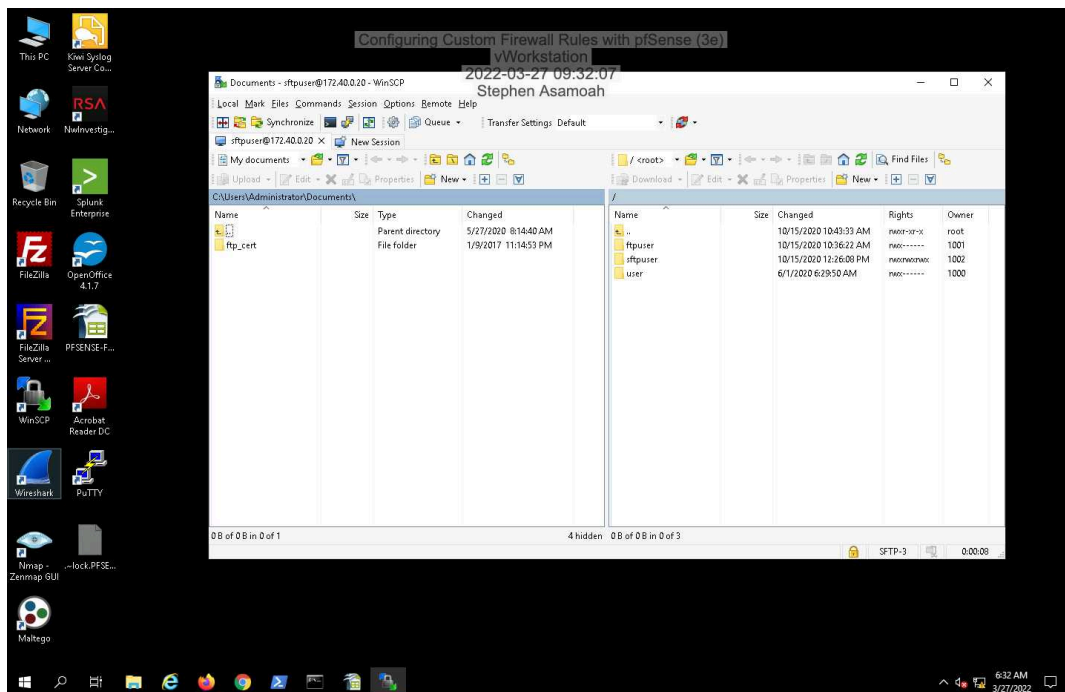 Configuring Custom Firewall Rules with pfSense (3e)
vWorkstation
2022-03-27 09:32:07
Stephen Asamoah
This PC
Kiwi Syslog
Server Co...
Network
NwInvestig...
Recycle Bin
Splunk
Enterprise
FileZilla
OpenOffice
4.1.7
FileZilla
Server ...
PFSENSE-F...
WinSCP
Acrobat
Reader DC
Wireshark
PuTTY
Nmap -
Zenmap GUI
.~lock.PFSE...
Maltego
RSA
Documents - sftpuser@172.40.0.20 - WinSCP
Local Mark Files Commands Session Options Remote Help
Synchronize Queue Transfer Settings Default
sftpuser@172.40.0.20 New Session
My documents
/ <root> Find Files
Upload Edit Properties New
Download Edit Properties New
C:\Users\Administrator\Documents\
/
Name Size Type Changed
.. Parent directory 5/27/2020 8:14:40 AM
ftp_cert File folder 1/9/2017 11:14:53 PM
Name Size Changed Rights Owner
.. 10/15/2020 10:43:33 AM rwxr-xr-x root
ftpuser 10/15/2020 10:36:22 AM rwx------ 1001
sftpuser 10/15/2020 12:26:08 PM rwxrwxrwx 1002
user 6/1/2020 6:29:50 AM rwx------ 1000
0 B of 0 B in 0 of 1
4 hidden
0 B of 0 B in 0 of 3
SFTP-3 0:00:08
6:32 AM
3/27/2022